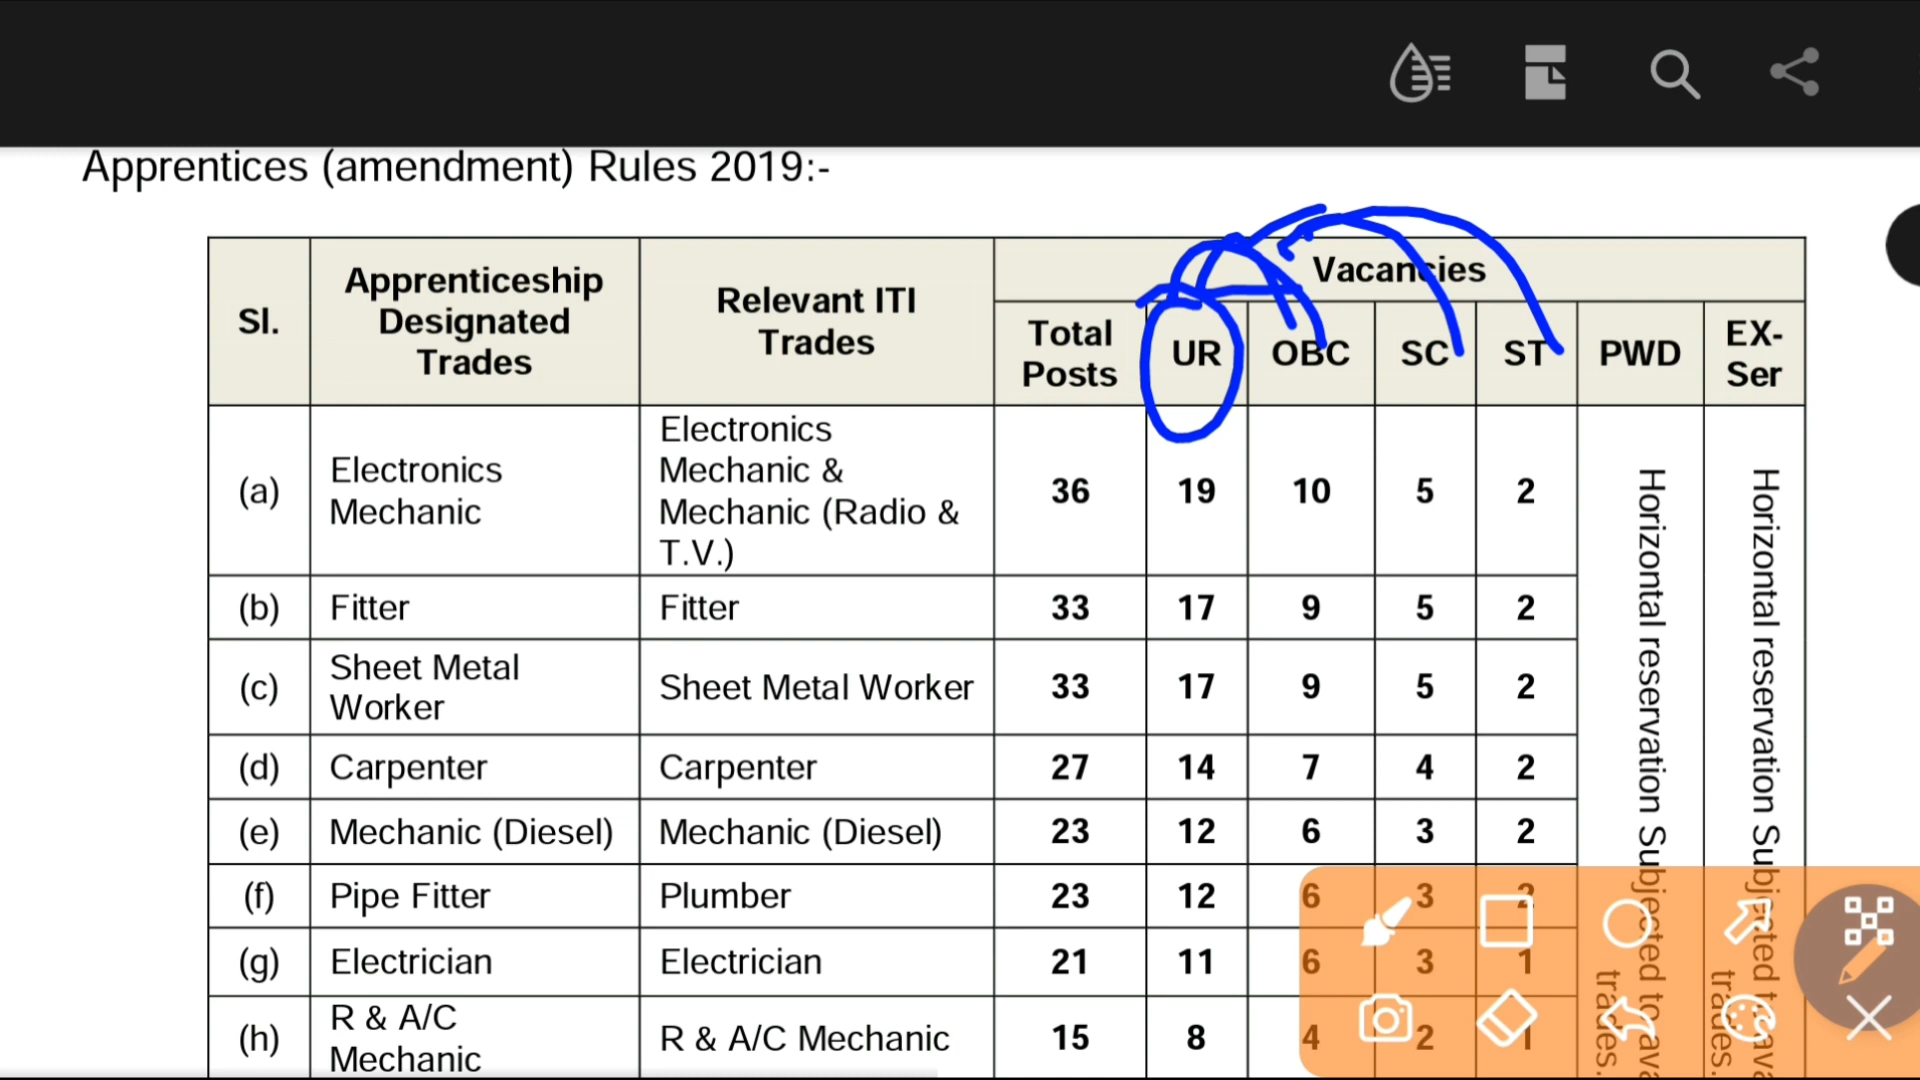 Apprentices (amendment) Rules 2019:-
Sl.
Apprenticeship
Designated
Trades
Relevant ITI
Trades
Vacancies
Total
Posts
UR
OBC
SC
ST
PWD
EX-
Ser
(a)
Electronics
Mechanic
Electronics
Mechanic &
Mechanic (Radio &
T.V.)
36
19
10
5
2
Horizontal reservation Subjected to
trades.
Horizontal reservation Subjected
trades.
(b)
Fitter
Fitter
33
17
9
5
2
(c)
Sheet Metal
Worker
Sheet Metal Worker
33
17
9
5
2
(d)
Carpenter
Carpenter
27
14
7
4
2
(e)
Mechanic (Diesel)
Mechanic (Diesel)
23
12
6
3
2
(f)
Pipe Fitter
Plumber
23
12
6
3
2
(g)
Electrician
Electrician
21
11
6
3
1
(h)
R & A/C
Mechanic
R & A/C Mechanic
15
8
4
2
1